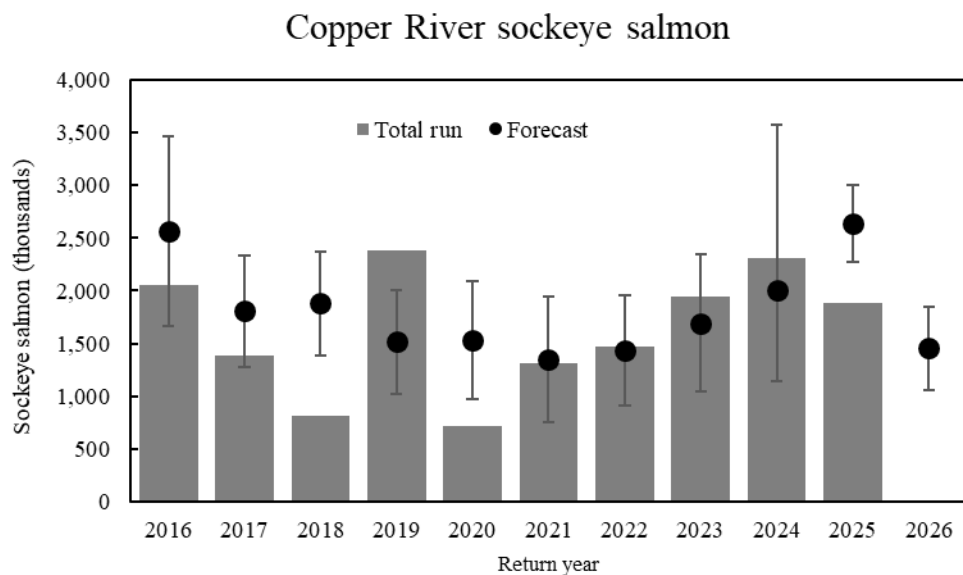 Copper River sockeye salmon
4,000
3,500
3,000
2,500
2,000
1,500
1,000
500
0
Sockeye salmon (thousands)
Total run Forecast
2016 2017 2018 2019 2020 2021 2022 2023 2024 2025 2026
Return year